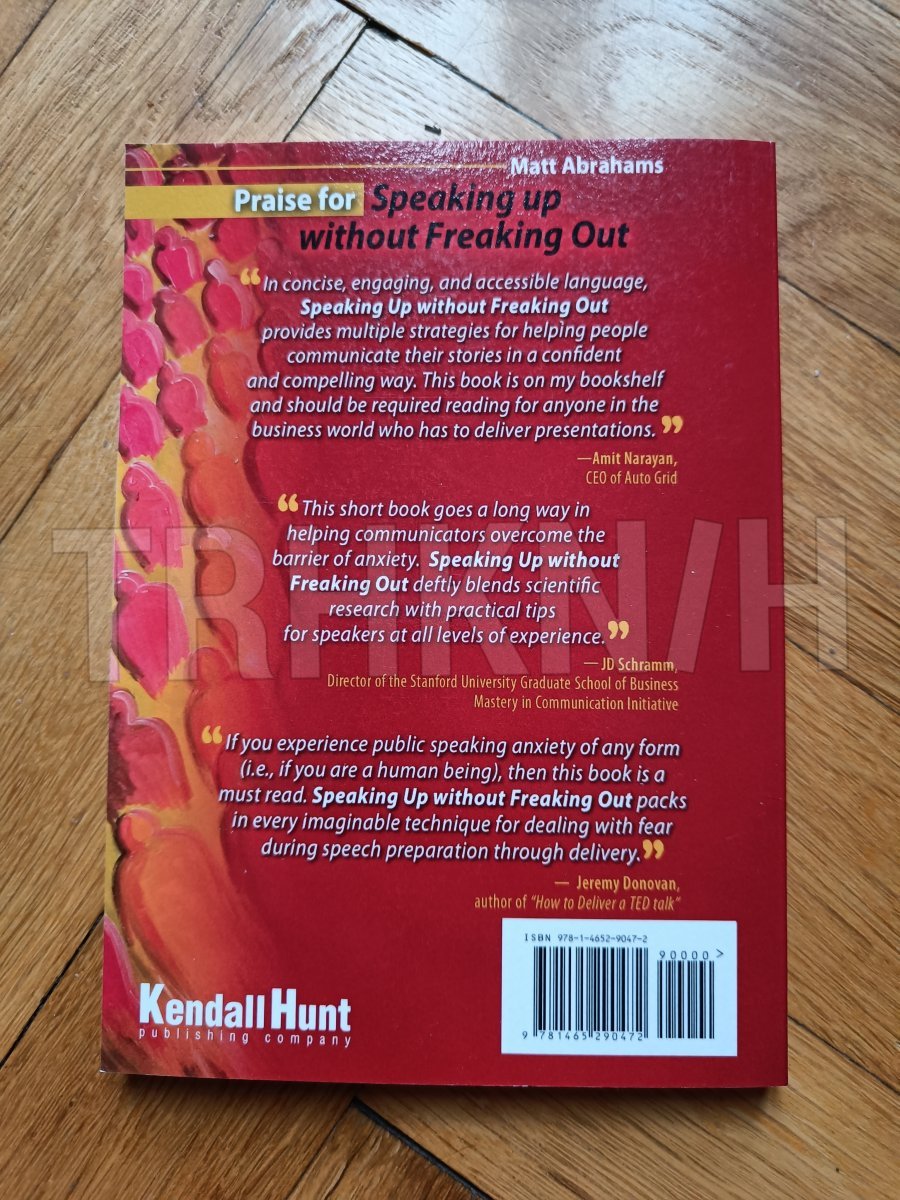 Matt Abrahams
Praise for Speaking up
without Freaking Out
“In concise, engaging, and accessible language,
Speaking Up without Freaking Out
provides multiple strategies for helping people
communicate their stories in a confident
and compelling way. This book is on my bookshelf
and should be required reading for anyone in the
business world who has to deliver presentations.”
—Amit Narayan,
CEO of Auto Grid
“This short book goes a long way in
helping communicators overcome the
barrier of anxiety. Speaking Up without
Freaking Out deftly blends scientific
research with practical tips
for speakers at all levels of experience.”
— JD Schramm,
Director of the Stanford University Graduate School of Business
Mastery in Communication Initiative
TRHKN/H.
“If you experience public speaking anxiety of any form
(i.e., if you are a human being), then this book is a
must read. Speaking Up without Freaking Out packs
in every imaginable technique for dealing with fear
during speech preparation through delivery.”
— Jeremy Donovan,
author of “How to Deliver a TED talk”
ISBN 978-1-4652-9047-2
90000>
9 781465 290472
Kendall Hunt
publishing company